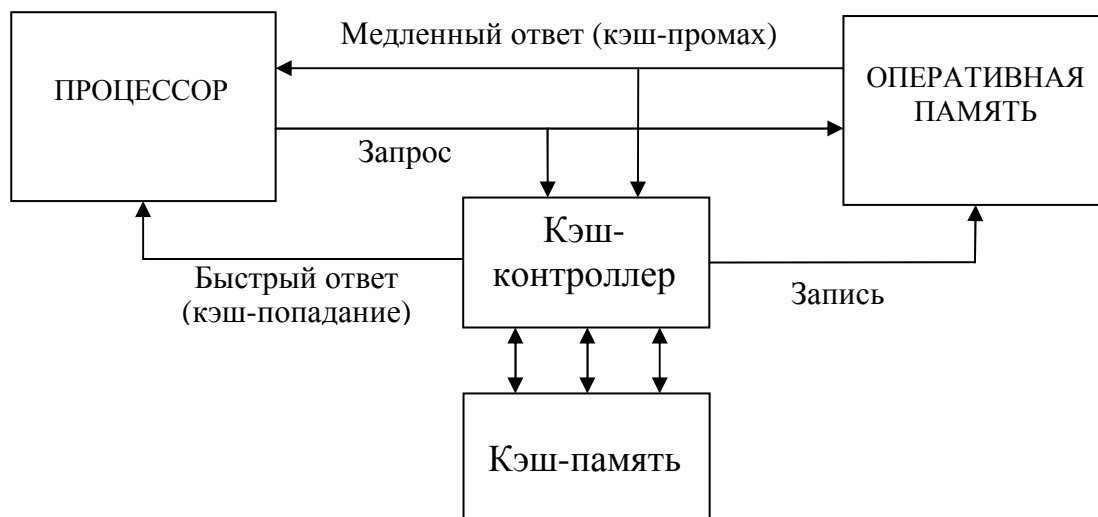 Медленный ответ (кэш-промах)
ПРОЦЕССОР
ОПЕРАТИВНАЯ
ПАМЯТЬ
Запрос
Кэш-
контроллер
Быстрый ответ
(кэш-попадание)
Запись
Кэш-память